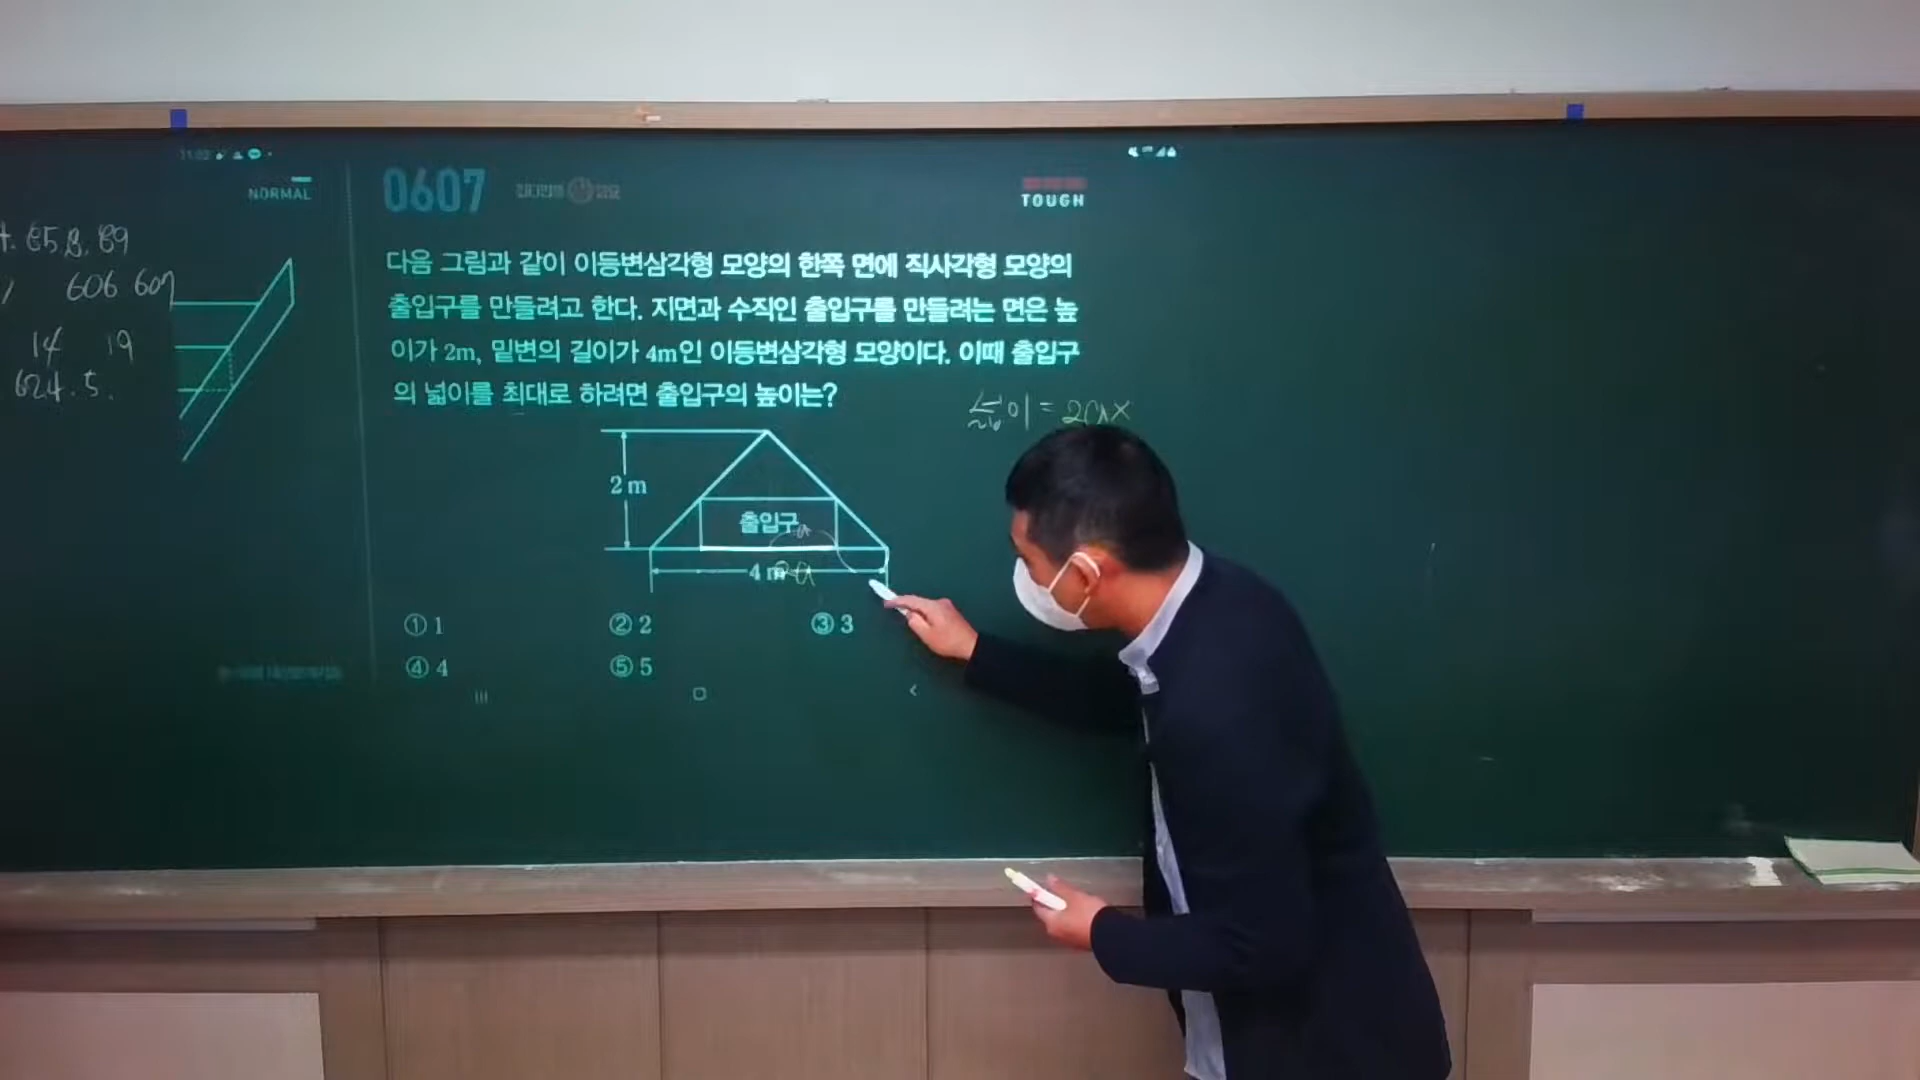 11:02
NORMAL
0607
TOUGH
다음 그림과 같이 이등변삼각형 모양의 한쪽 면에 직사각형 모양의
출입구를 만들려고 한다. 지면과 수직인 출입구를 만들려는 면은 높
이가 2m, 밑변의 길이가 4m인 이등변삼각형 모양이다. 이때 출입구
의 넓이를 최대로 하려면 출입구의 높이는?
넓이 = 2ax
2 m
출입구
a
4 m
2a
① 1
② 2
③ 3
④ 4
⑤ 5
606 607
14 19
624. 5.